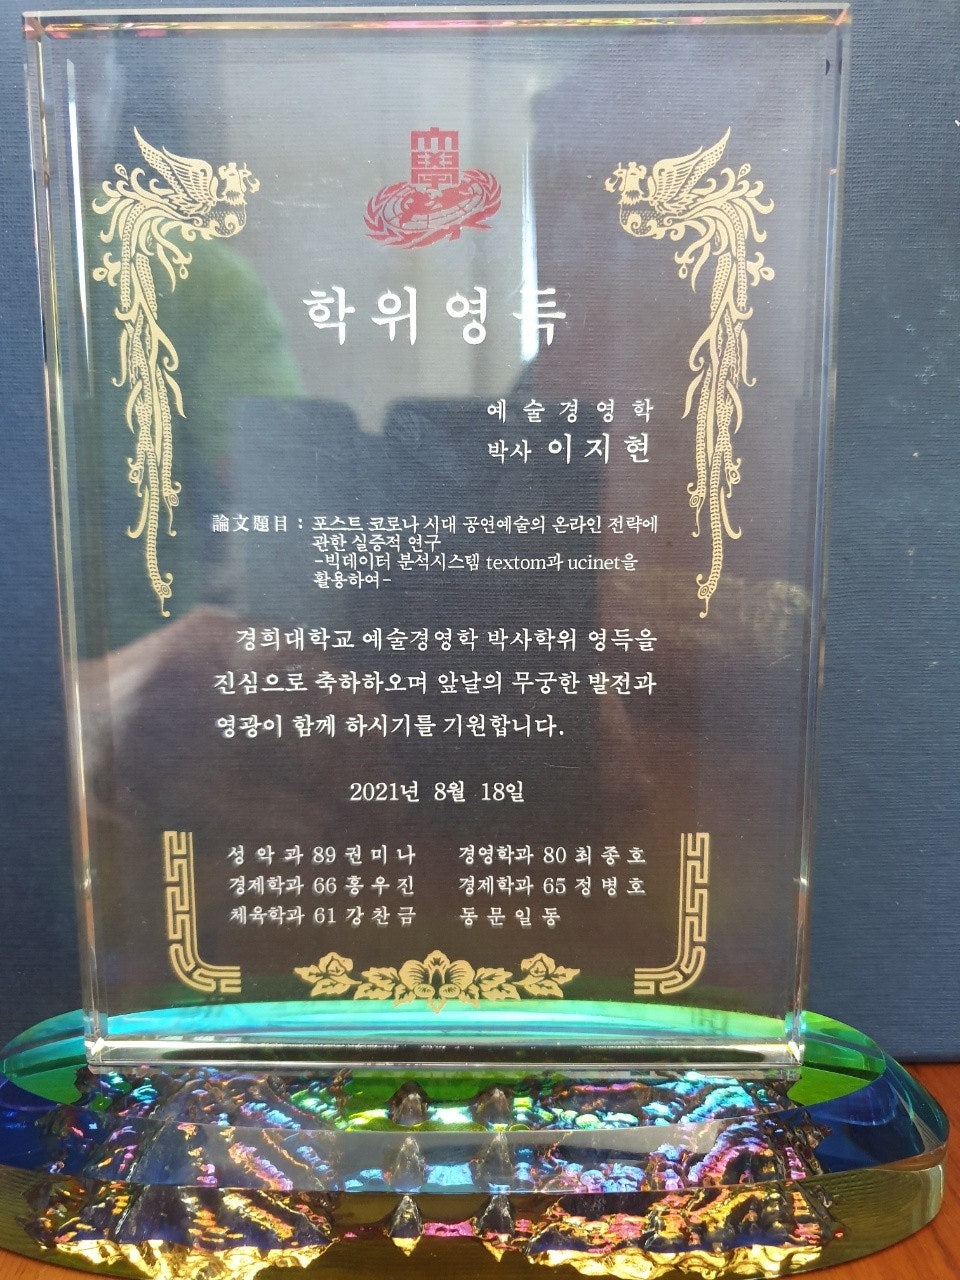 大學
학위영득
예술경영학
박사 이지현
論文題目 : 포스트 코로나 시대 공연예술의 온라인 전략에
관한 실증적 연구
-빅데이터 분석시스템 textom과 ucinet을
활용하여-
경희대학교 예술경영학 박사학위 영득을
진심으로 축하하오며 앞날의 무궁한 발전과
영광이 함께 하시기를 기원합니다.
2021년 8월 18일
성악과 89 권미나 경영학과 80 최종호
경제학과 66 홍우진 경제학과 65 정병호
체육학과 61 강찬금 동문일동